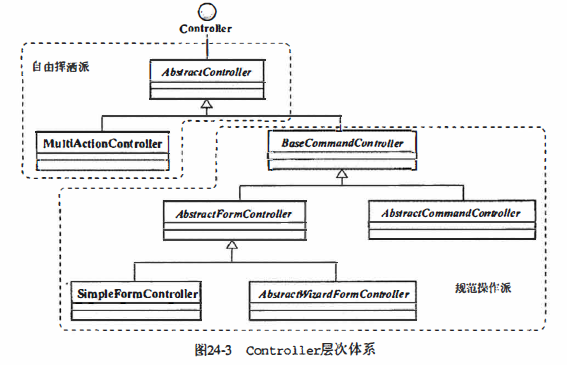 Controller
自由挥洒派
AbstractController
MultiActionController
BaseCommandController
AbstractFormController
AbstractCommandController
SimpleFormController
AbstractWizardFormController
规范操作派
图24-3 Controller层次体系